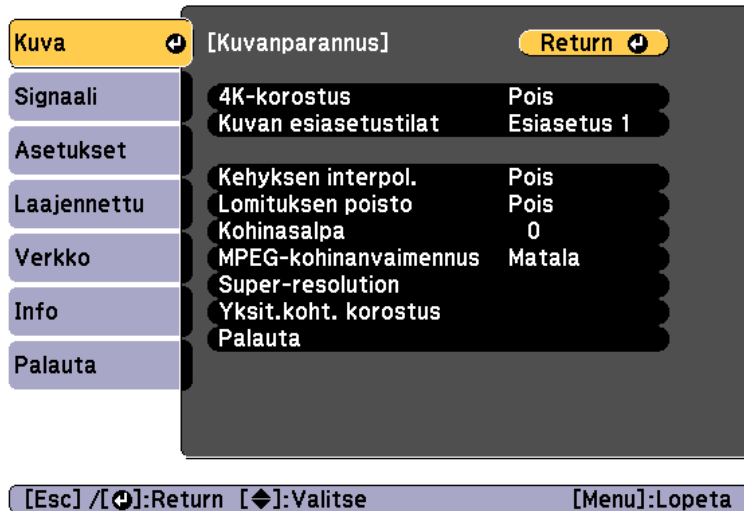 Kuva
[Kuvanparannus] Return
Signaali
4K-korostus Pois
Kuvan esiasetustilat Esiasetus 1
Asetukset
Kehyksen interpol. Pois
Laajennettu
Lomituksen poisto Pois
Kohinasalpa 0
Verkko
MPEG-kohinanvaimennus Matala
Super-resolution
Info
Yksit.koht. korostus
Palauta
Palauta
[Esc] /[ ]:Return [ ]:Valitse [Menu]:Lopeta